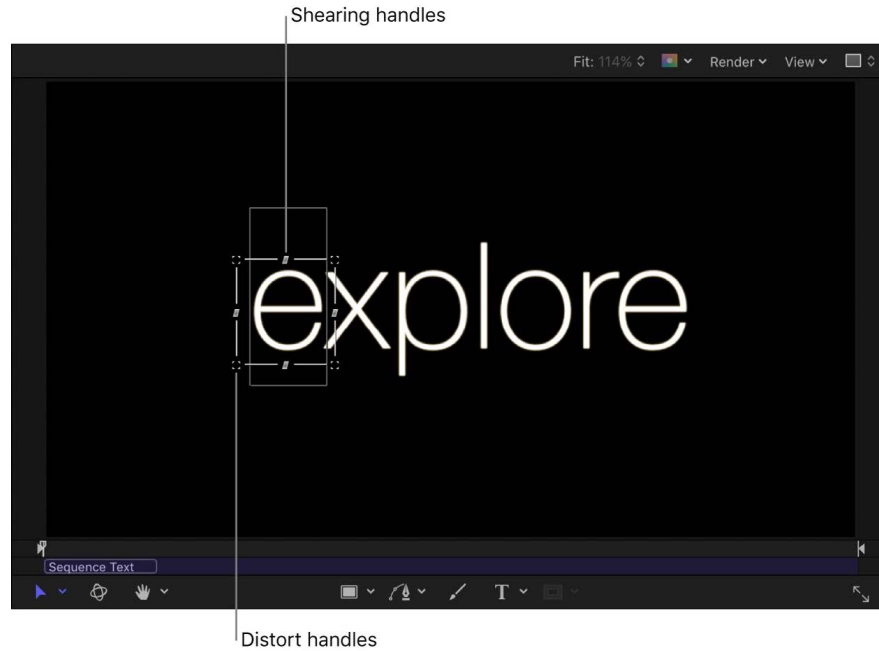 Shearing handles
Fit: 114% Render View
explore
Sequence Text
T
Distort handles